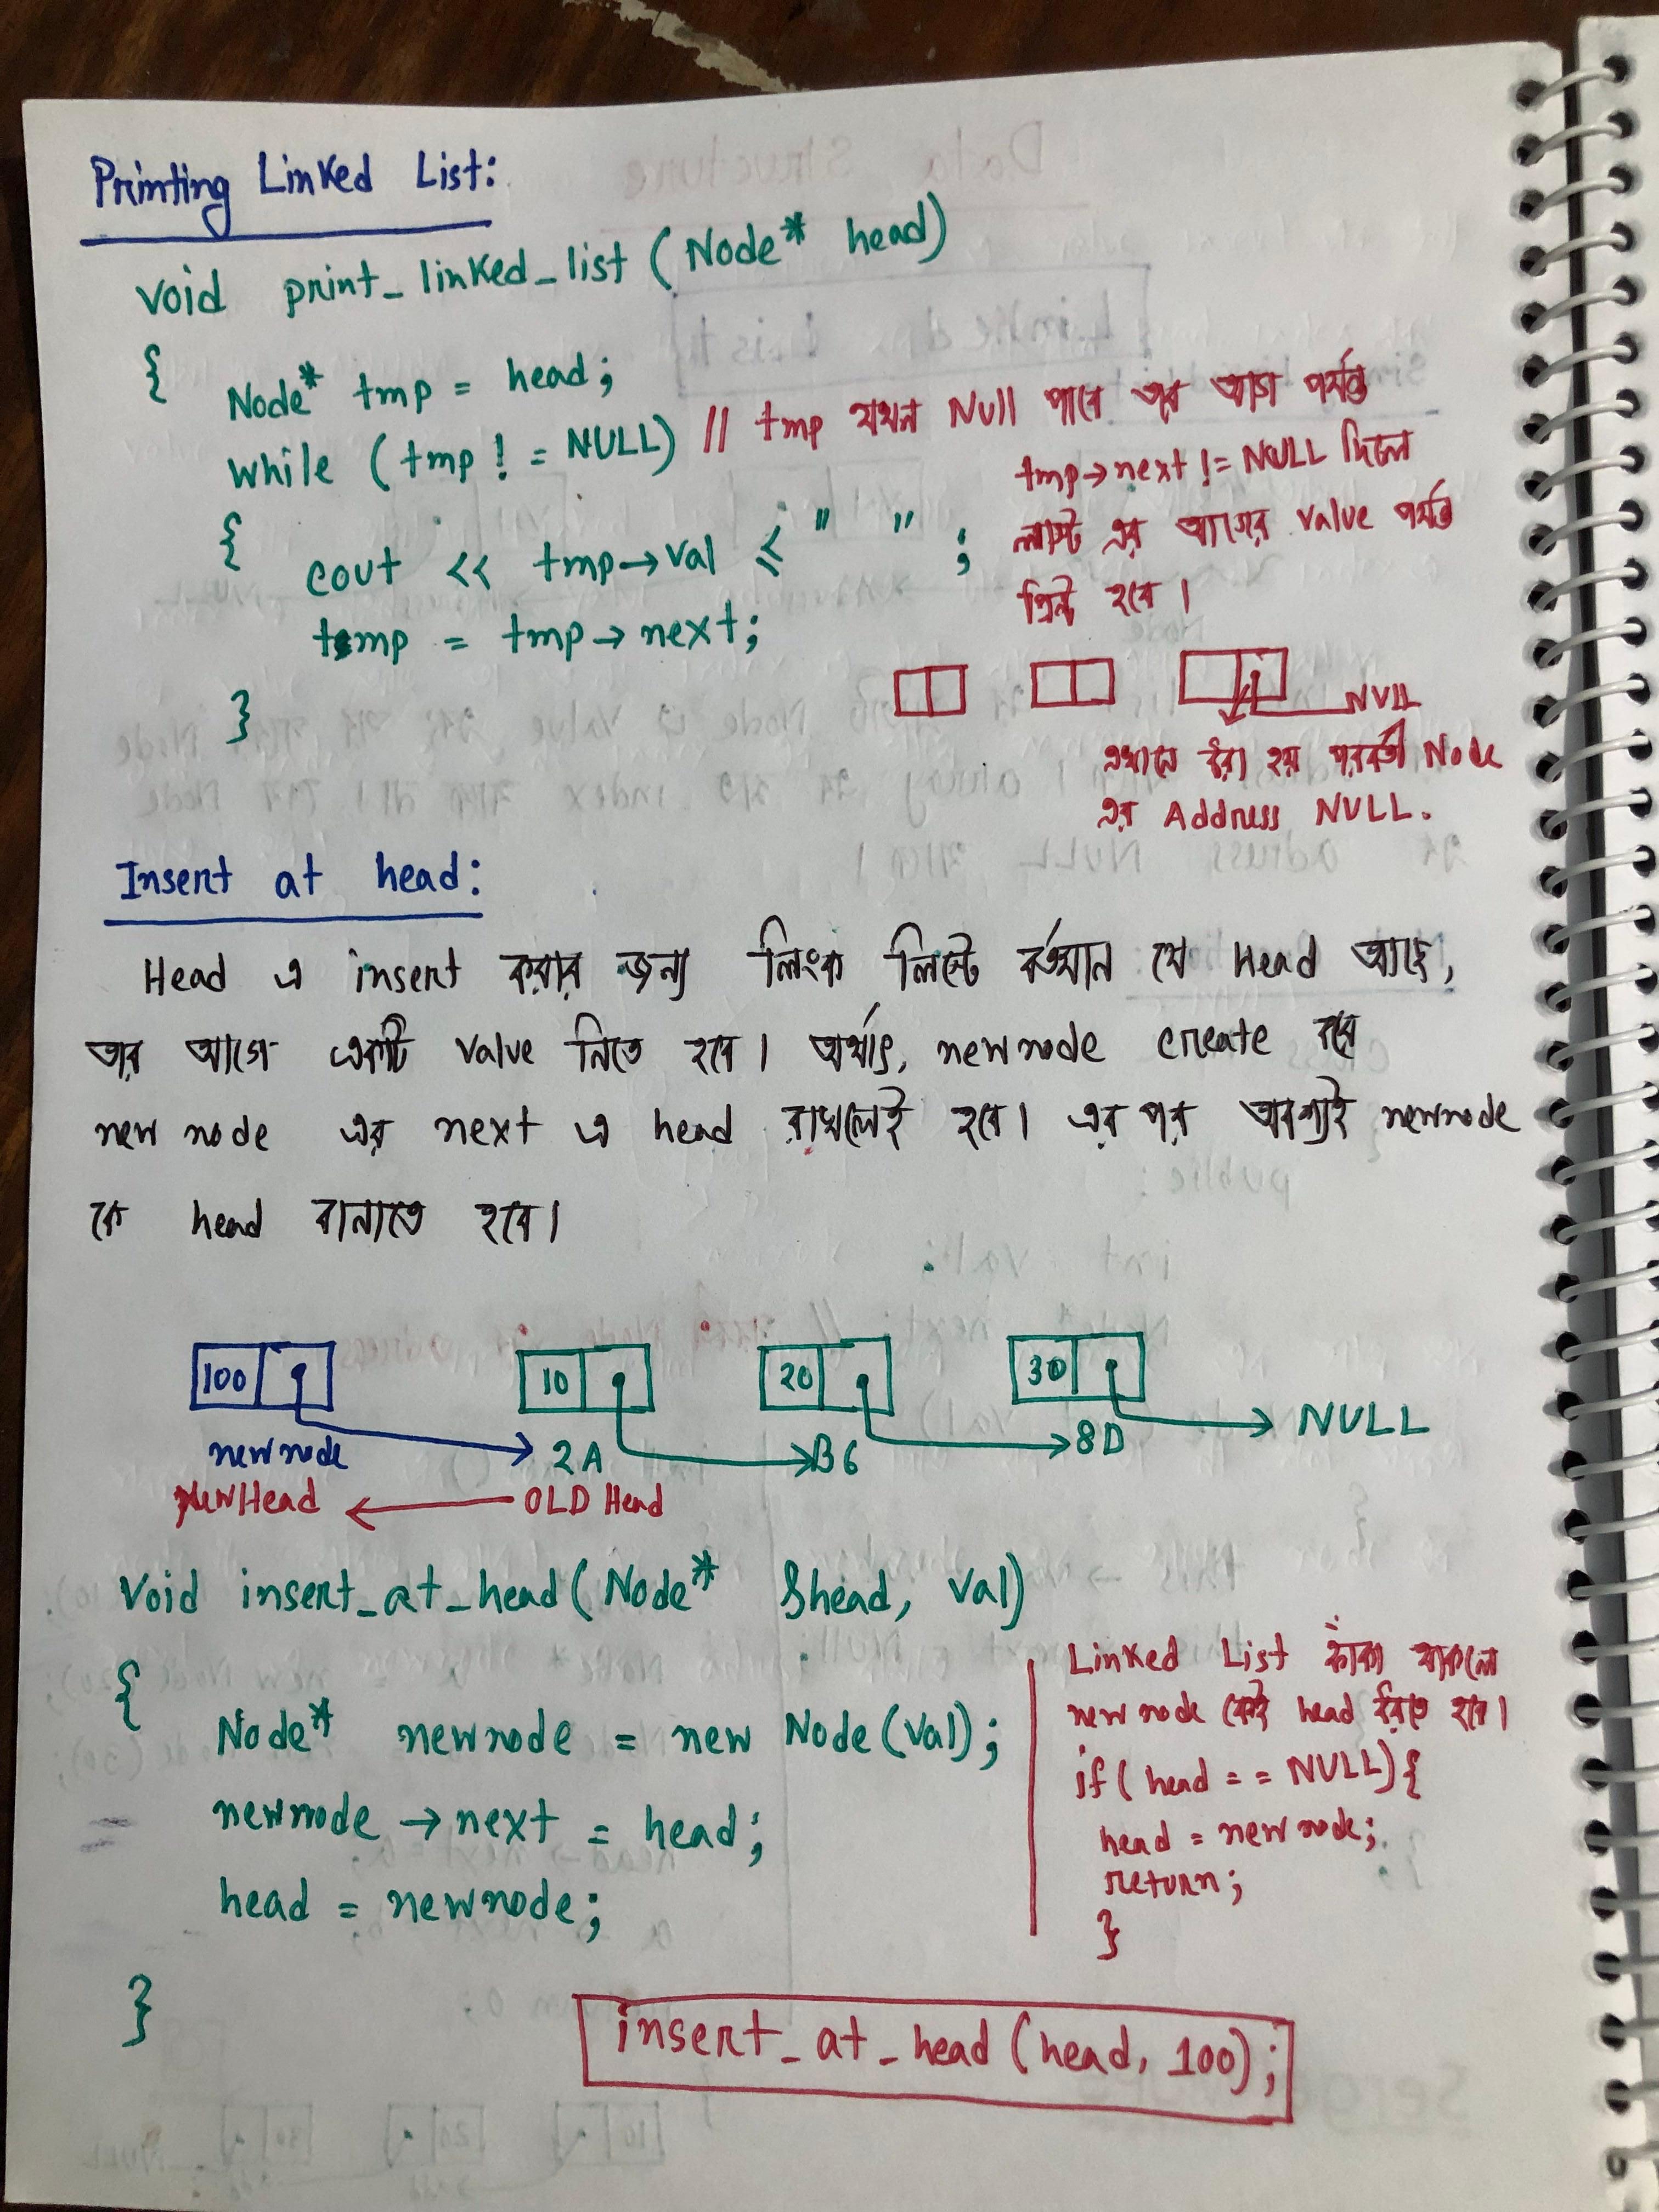 Printing Linked List:
void print_linked_list (Node* head)
{ Node* tmp = head;
while (tmp != NULL) // tmp যখন Null পাবে তার আগ পর্যন্ত
tmp→next != NULL দিলে
লাস্ট এর আগের value পর্যন্ত
প্রিন্ট হবে।
{ cout << tmp→val << " " ;
temp = tmp→next;
}
NULL
এখানে ধরা হয় পরবর্তী Node
এর Address NULL.
Insert at head:
Head এ insert করার জন্য লিংক লিস্টে বর্তমান যে Head আছে,
তার আগে একটি value নিতে হবে। অর্থাৎ, newnode create করে
new node এর next এ head রাখলেই হবে। এর পর অবশ্যই newnode
কে head বানাতে হবে।
100 10 20 30
newnode 2A B6 8D NULL
NewHead ← OLD Head
void insert_at_head(Node* &head, val)
{
Node* newnode = new Node(val);
newnode → next = head;
head = newnode;
}
Linked List ফাঁকা থাকলে
newnode কেই head ধরতে হবে।
if (head == NULL){
head = newnode;
return;
}
insert_at_head (head, 100);